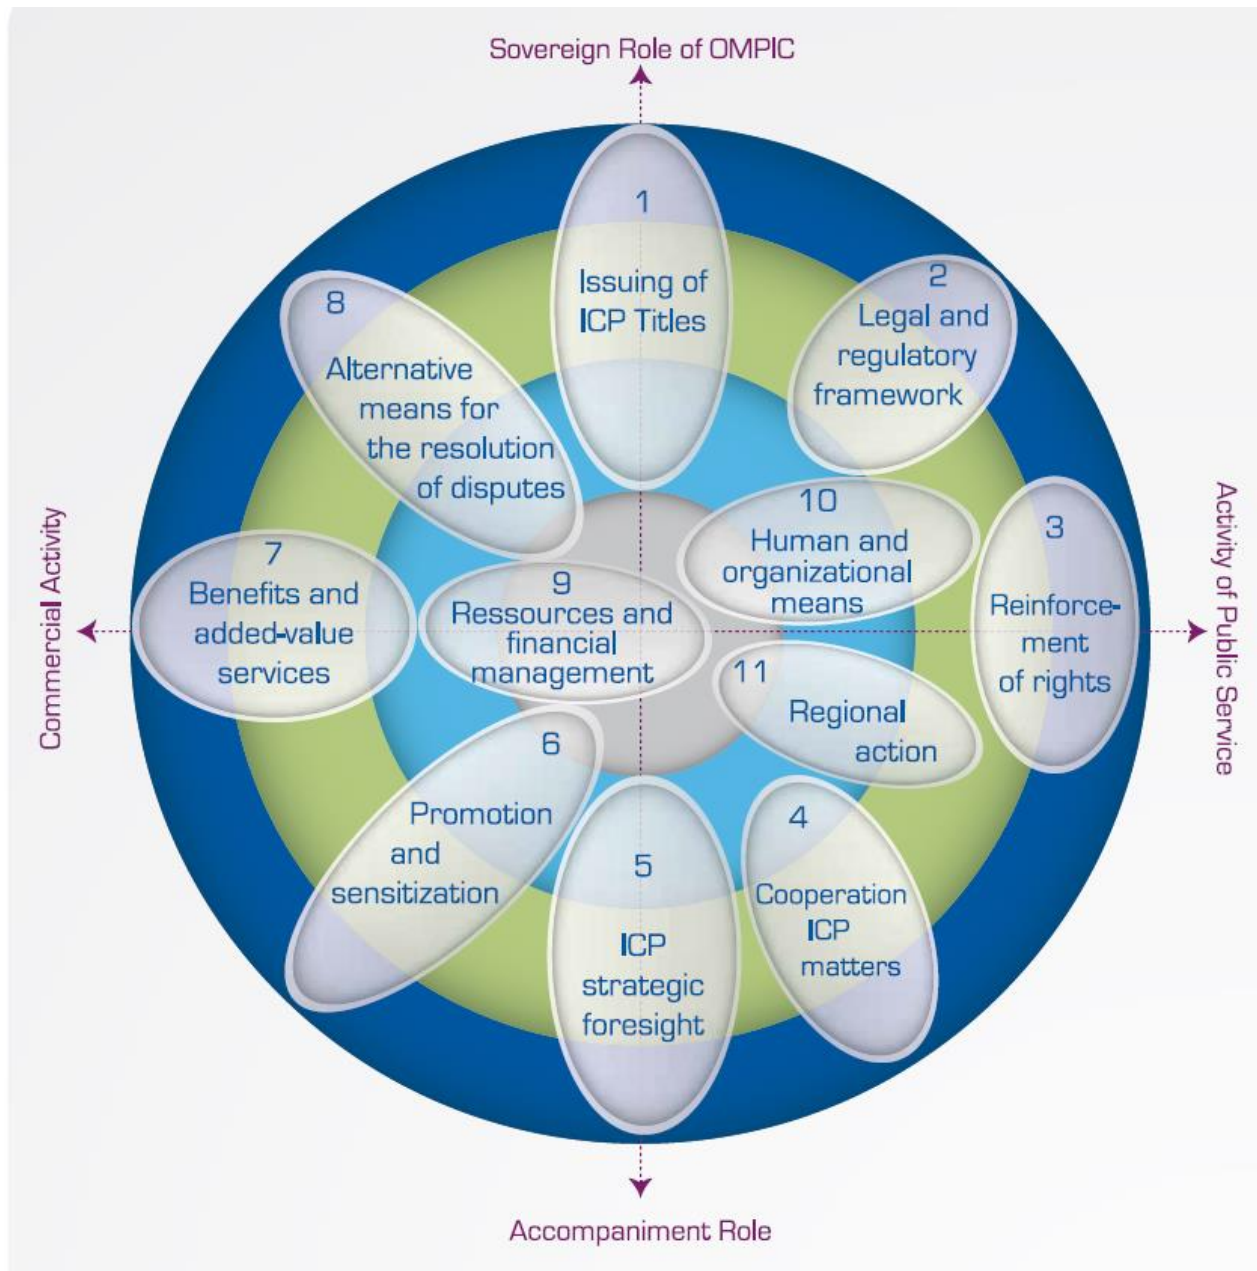 Sovereign Role of OMPIC
1
Issuing of
ICP Titles
2
Legal and
regulatory
framework
3
Reinforce-
ment
of rights
4
Cooperation
ICP
matters
5
ICP
strategic
foresight
6
Promotion
and
sensitization
7
Benefits and
added-value
services
8
Alternative
means for
the resolution
of disputes
9
Ressources and
financial
management
10
Human and
organizational
means
11
Regional
action
Commercial Activity
Activity of Public Service
Accompaniment Role